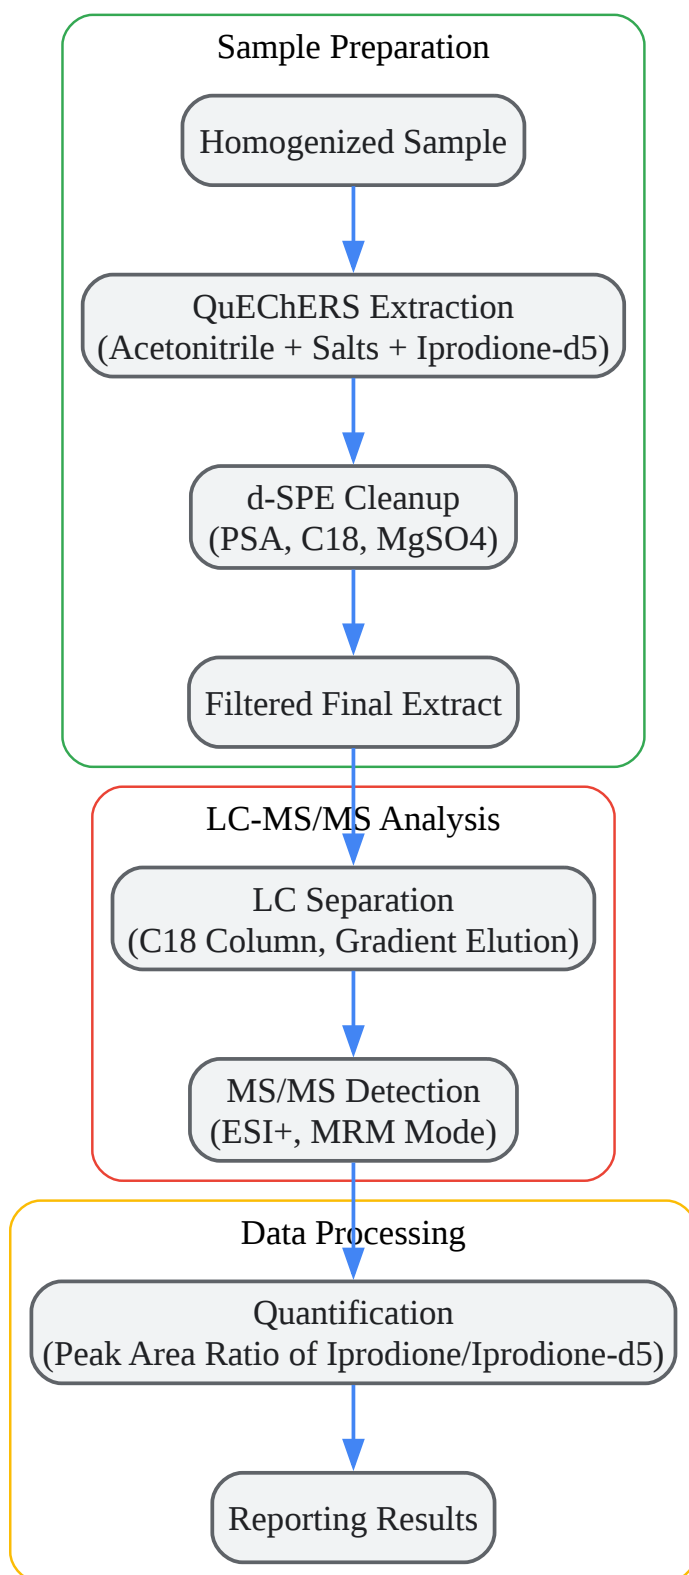 Sample Preparation
Homogenized Sample
QuEChERS Extraction
(Acetonitrile + Salts + Iprodione-d5)
d-SPE Cleanup
(PSA, C18, MgSO4)
Filtered Final Extract
LC-MS/MS Analysis
LC Separation
(C18 Column, Gradient Elution)
MS/MS Detection
(ESI+, MRM Mode)
Data Processing
Quantification
(Peak Area Ratio of Iprodione/Iprodione-d5)
Reporting Results